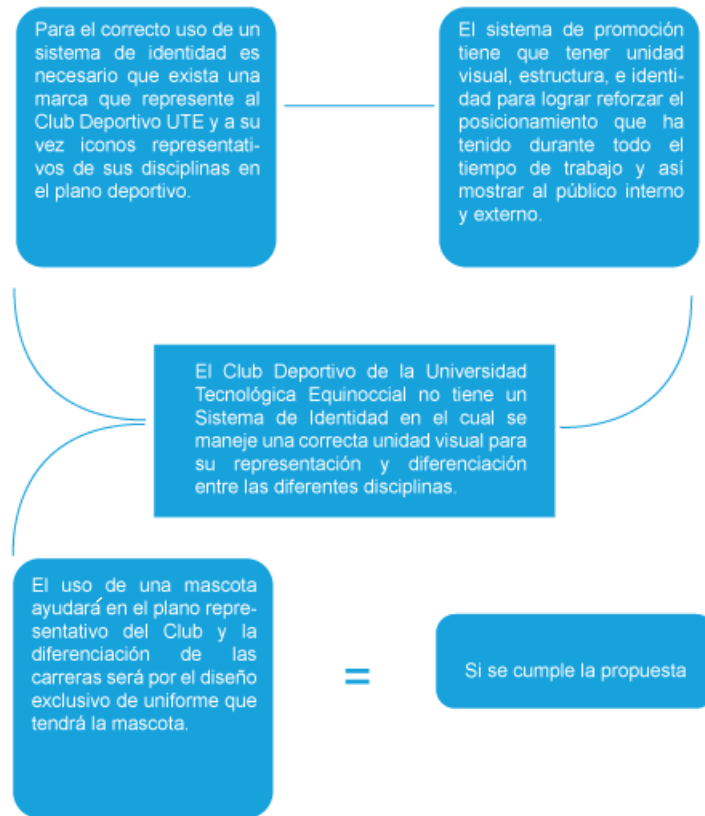 Para el correcto uso de un
sistema de identidad es
necesario que exista una
marca que represente al
Club Deportivo UTE y a su
vez iconos representati-
vos de sus disciplinas en
el plano deportivo.
El sistema de promoción
tiene que tener unidad
visual, estructura, e identi-
dad para lograr reforzar el
posicionamiento que ha
tenido durante todo el
tiempo de trabajo y así
mostrar al público interno
y externo.
El Club Deportivo de la Universidad
Tecnológica Equinoccial no tiene un
Sistema de Identidad en el cual se
maneje una correcta unidad visual para
su representación y diferenciación
entre las diferentes disciplinas.
El uso de una mascota
ayudará en el plano repre-
sentativo del Club y la
diferenciación de las
carreras será por el diseño
exclusivo de uniforme que
tendrá la mascota.
=
Si se cumple la propuesta